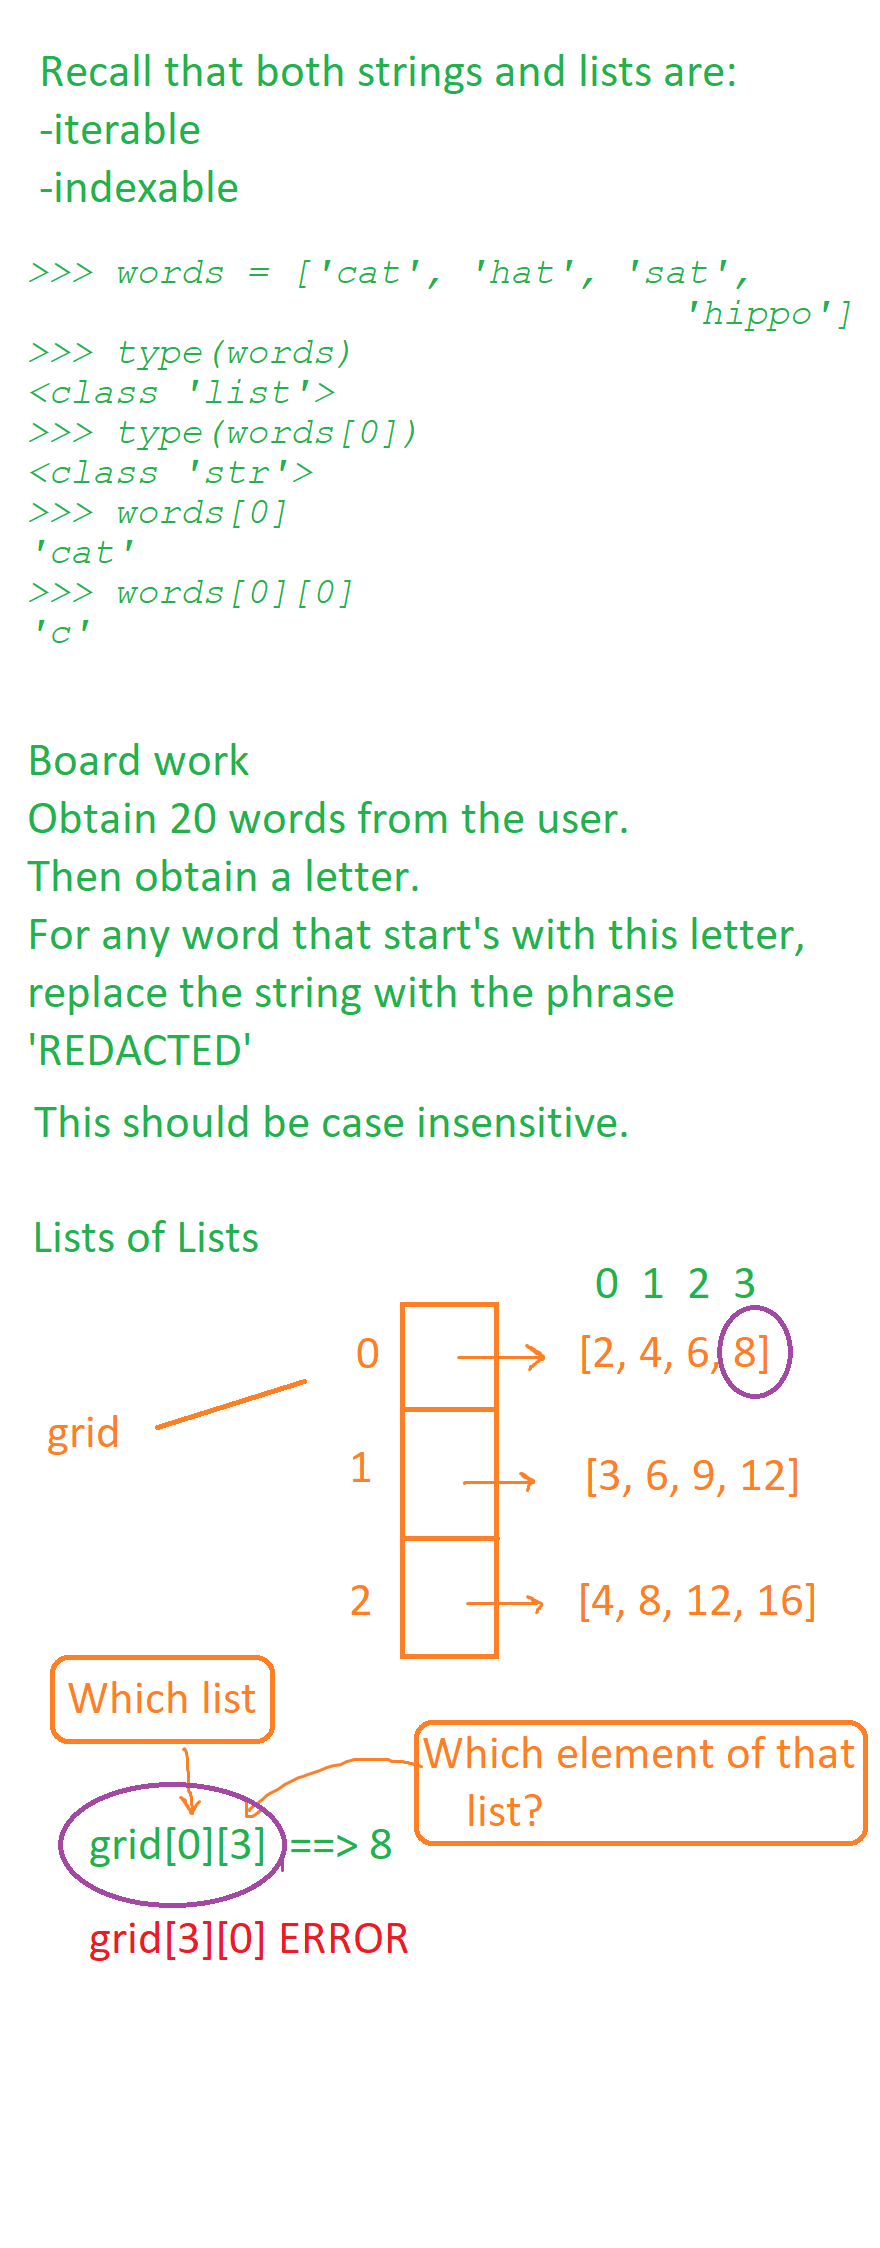 Recall that both strings and lists are:
-iterable
-indexable
>>> words = ['cat', 'hat', 'sat',
'hippo']
>>> type(words)
<class 'list'>
>>> type(words[0])
<class 'str'>
>>> words[0]
'cat'
>>> words[0][0]
'c'
Board work
Obtain 20 words from the user.
Then obtain a letter.
For any word that start's with this letter,
replace the string with the phrase
'REDACTED'
This should be case insensitive.
Lists of Lists
0 1 2 3
0 [2, 4, 6, 8]
grid
1 [3, 6, 9, 12]
2 [4, 8, 12, 16]
Which list
Which element of that
list?
grid[0][3] ==> 8
grid[3][0] ERROR